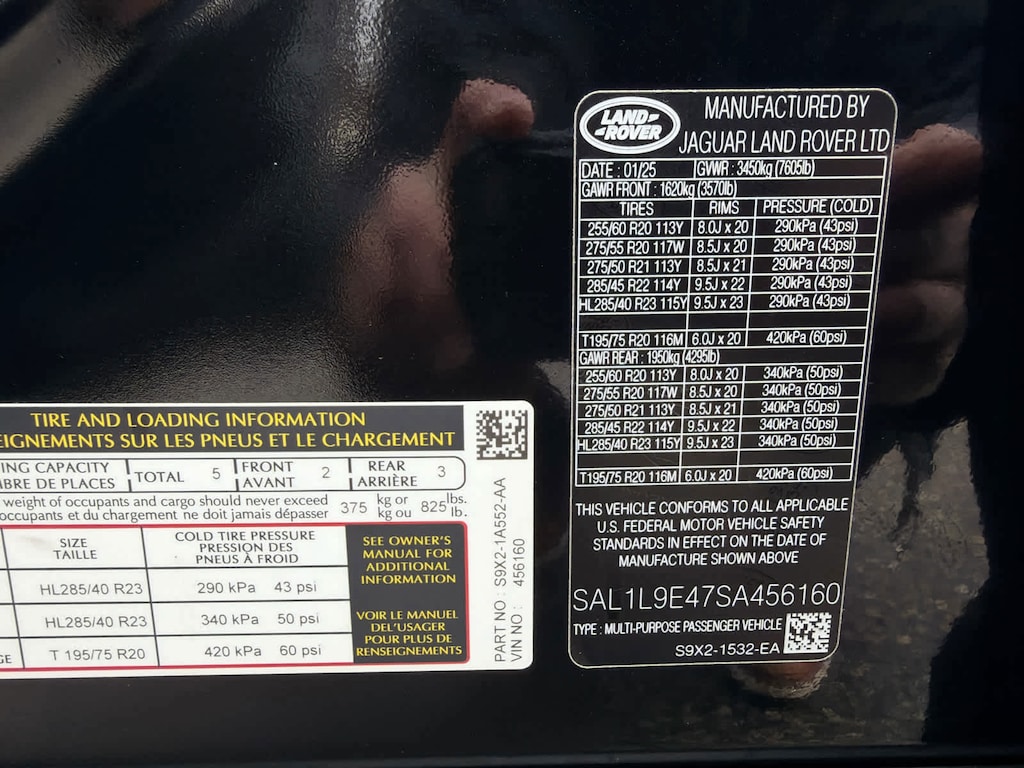 LAND-
-ROVER
MANUFACTURED BY
JAGUAR LAND ROVER LTD
DATE : 01/25 GVWR : 3450kg (7605lb)
GAWR FRONT : 1620kg (3570lb)
TIRES RIMS PRESSURE (COLD)
255/60 R20 113Y 8.0J x 20 290kPa (43psi)
275/55 R20 117W 8.5J x 20 290kPa (43psi)
275/50 R21 113Y 8.5J x 21 290kPa (43psi)
285/45 R22 114Y 9.5J x 22 290kPa (43psi)
HL285/40 R23 115Y 9.5J x 23 290kPa (43psi)
T195/75 R20 116M 6.0J x 20 420kPa (60psi)
GAWR REAR : 1950kg (4295lb)
255/60 R20 113Y 8.0J x 20 340kPa (50psi)
275/55 R20 117W 8.5J x 20 340kPa (50psi)
275/50 R21 113Y 8.5J x 21 340kPa (50psi)
285/45 R22 114Y 9.5J x 22 340kPa (50psi)
HL285/40 R23 115Y 9.5J x 23 340kPa (50psi)
T195/75 R20 116M 6.0J x 20 420kPa (60psi)
THIS VEHICLE CONFORMS TO ALL APPLICABLE
U.S. FEDERAL MOTOR VEHICLE SAFETY
STANDARDS IN EFFECT ON THE DATE OF
MANUFACTURE SHOWN ABOVE
SAL1L9E47SA456160
TYPE : MULTI-PURPOSE PASSENGER VEHICLE
S9X2-1532-EA
TIRE AND LOADING INFORMATION
EIGNEMENTS SUR LES PNEUS ET LE CHARGEMENT
ING CAPACITY TOTAL 5 FRONT 2 REAR 3
BRE DE PLACES AVANT ARRIÈRE
weight of occupants and cargo should never exceed 375 kg or 825 lbs.
occupants et du chargement ne doit jamais dépasser kg ou lb.
SIZE
TAILLE
COLD TIRE PRESSURE
PRESSION DES
PNEUS À FROID
HL285/40 R23 290 kPa 43 psi
HL285/40 R23 340 kPa 50 psi
GE T 195/75 R20 420 kPa 60 psi
SEE OWNER'S
MANUAL FOR
ADDITIONAL
INFORMATION
VOIR LE MANUEL
DEL'USAGER
POUR PLUS DE
RENSEIGNEMENTS
PART NO : S9X2-1A552-AA
VIN NO : 456160